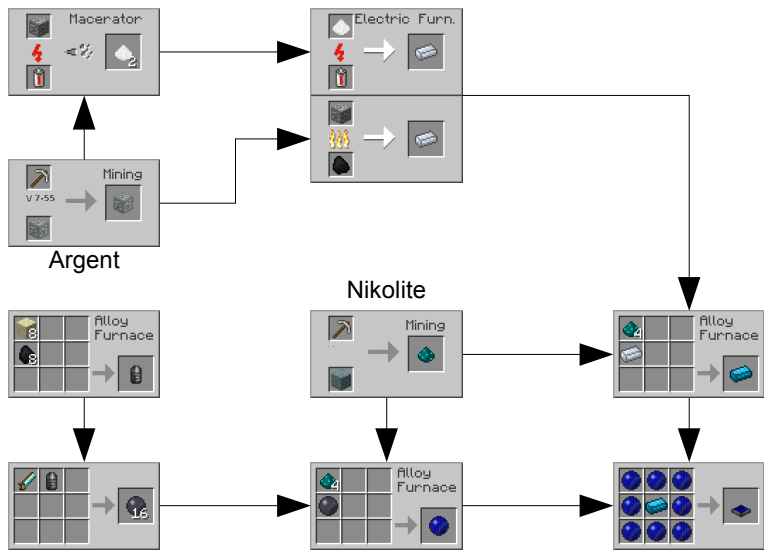 Macerator
2
Electric Furn.
Mining
V 7-55
Argent
Nikolite
8
8
Alloy
Furnace
Mining
4
Alloy
Furnace
16
4
Alloy
Furnace